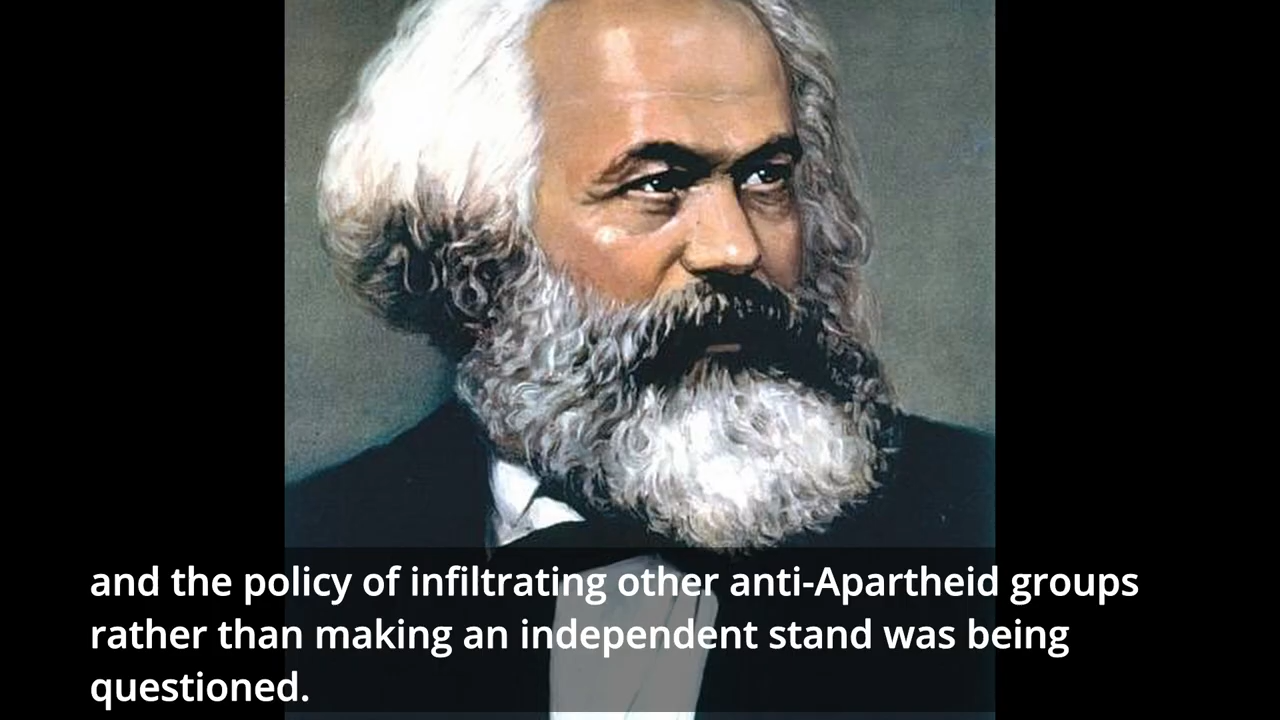 and the policy of infiltrating other anti-Apartheid groups
rather than making an independent stand was being
questioned.